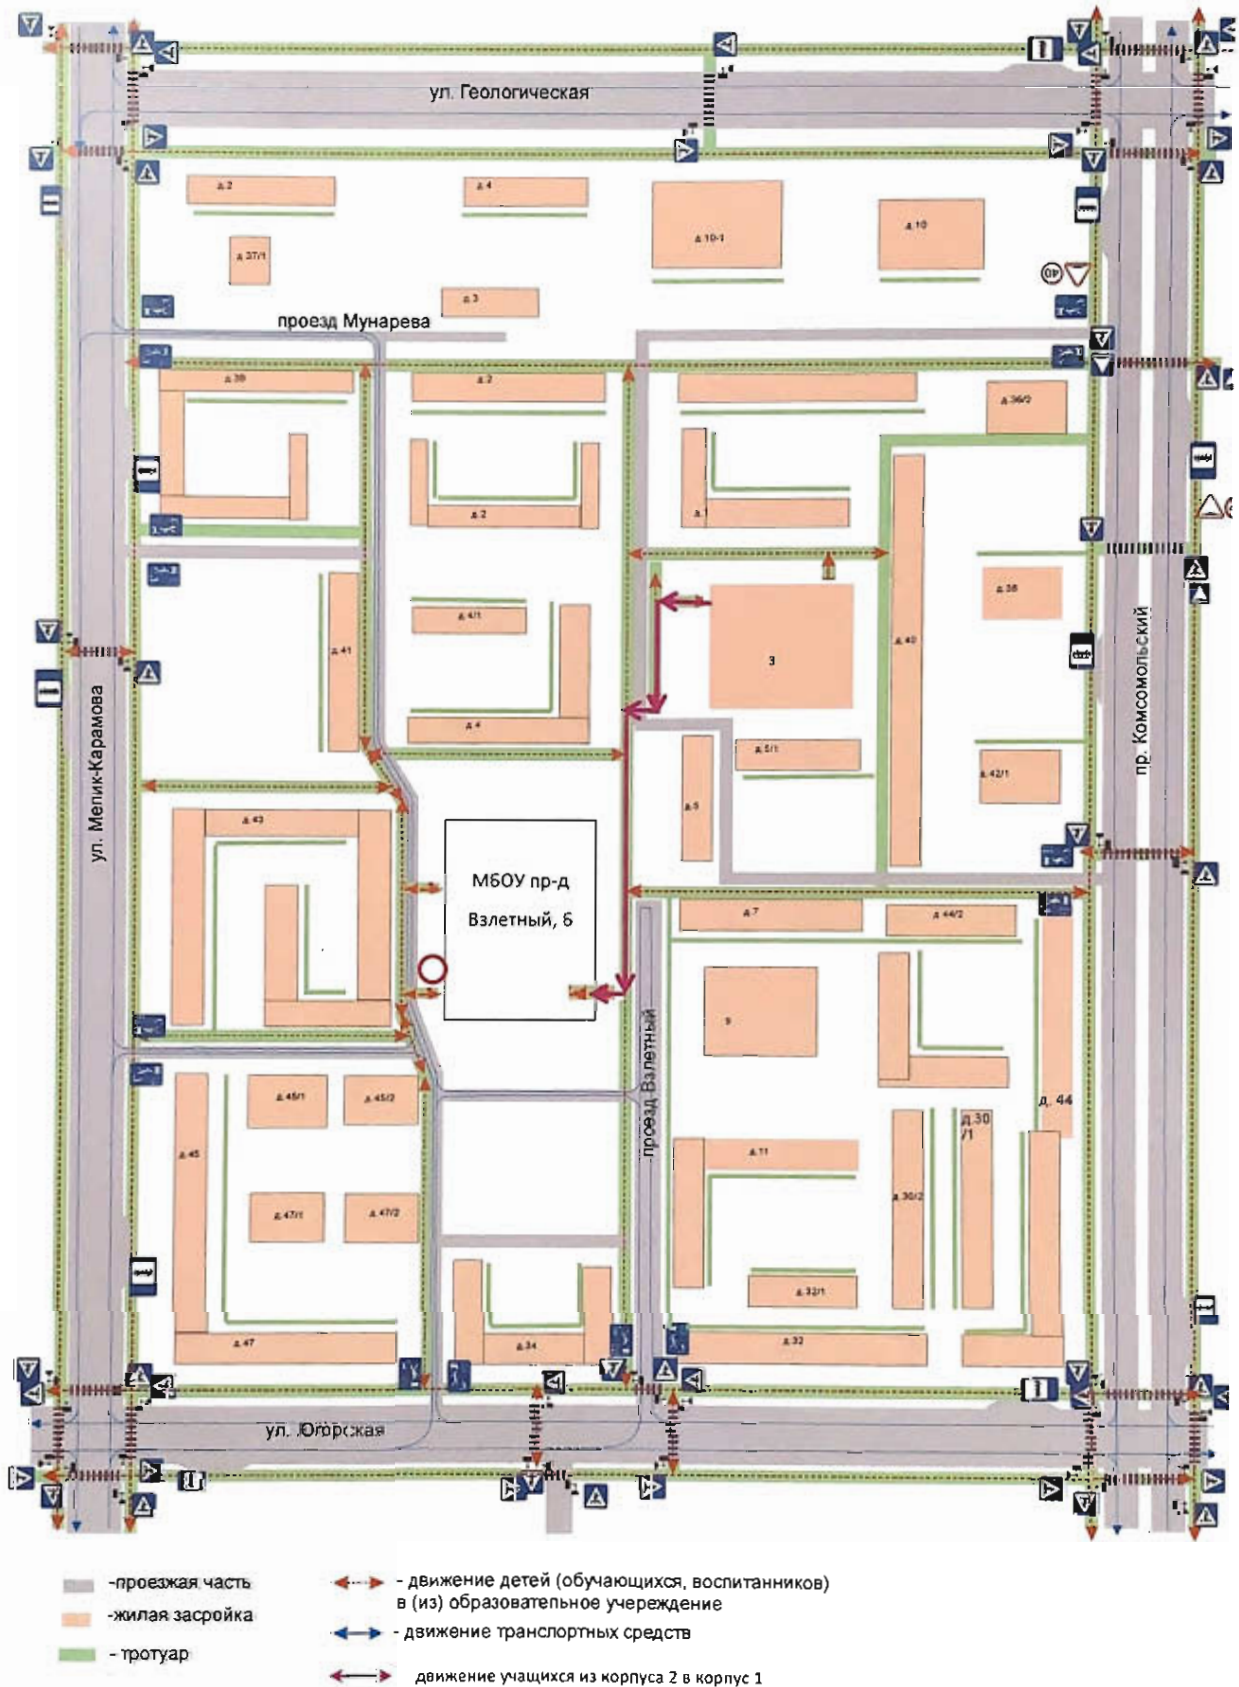 ул. Геологическая
д.2
д.4
д.10-1
д.10
д.37/1
д.3
40
проезд Мунарева
д.39
д.2
д.36/2
д.2
д.1
д.4/1
д.41
д.38
д.40
3
ул. Мелик-Карамова
пр. Комсомольский
д.4
д.5/1
д.42/1
д.5
д.43
МБОУ пр-д
Взлетный, 6
д.7
д.44/2
9
проезд Взлетный
д. 44
д.45/1
д.45/2
д.30
/1
д.45
д.11
д.30/2
д.47/1
д.47/2
д.32/1
д.47
д.34
д.32
ул. Югорская
-проезжая часть
-жилая засройка
- тротуар
- движение детей (обучающихся, воспитанников)
в (из) образовательное учереждение
- движение транспортных средств
движение учащихся из корпуса 2 в корпус 1